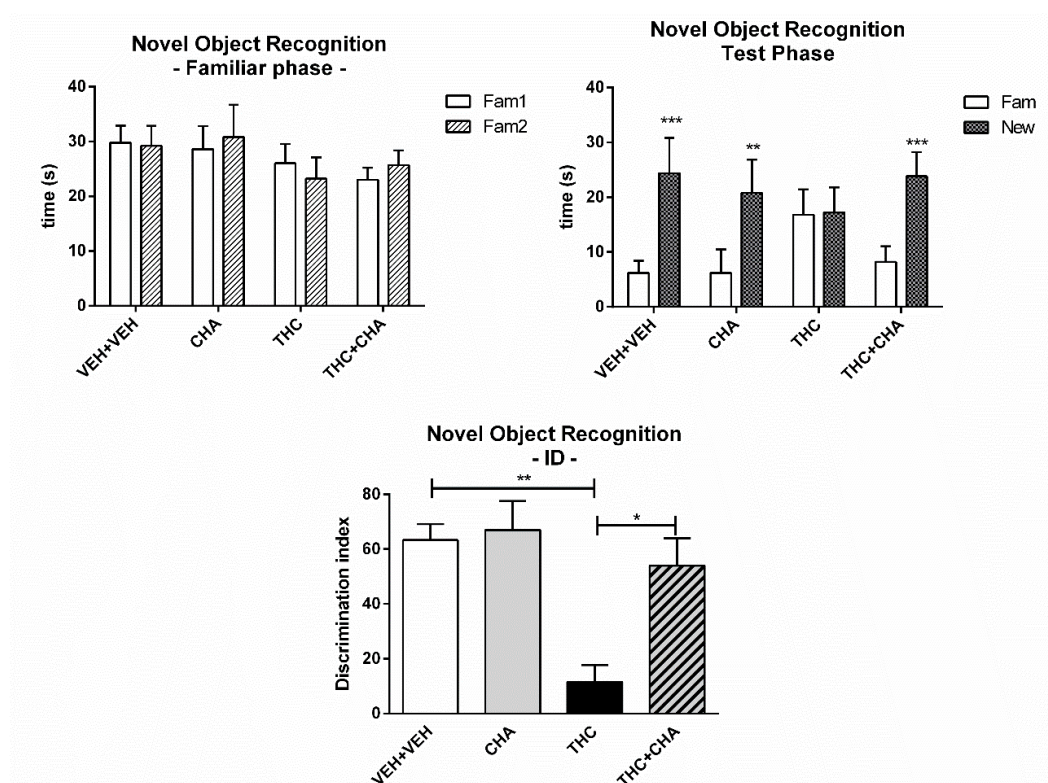 Novel Object Recognition
- Familiar phase -
40
30
20
10
0
time (s)
VEH+VEH
CHA
THC
THC+CHA
Fam1
Fam2
Novel Object Recognition
Test Phase
40
30
20
10
0
time (s)
***
**
***
VEH+VEH
CHA
THC
THC+CHA
Fam
New
Novel Object Recognition
- ID -
80
60
40
20
0
Discrimination index
**
*
VEH+VEH
CHA
THC
THC+CHA